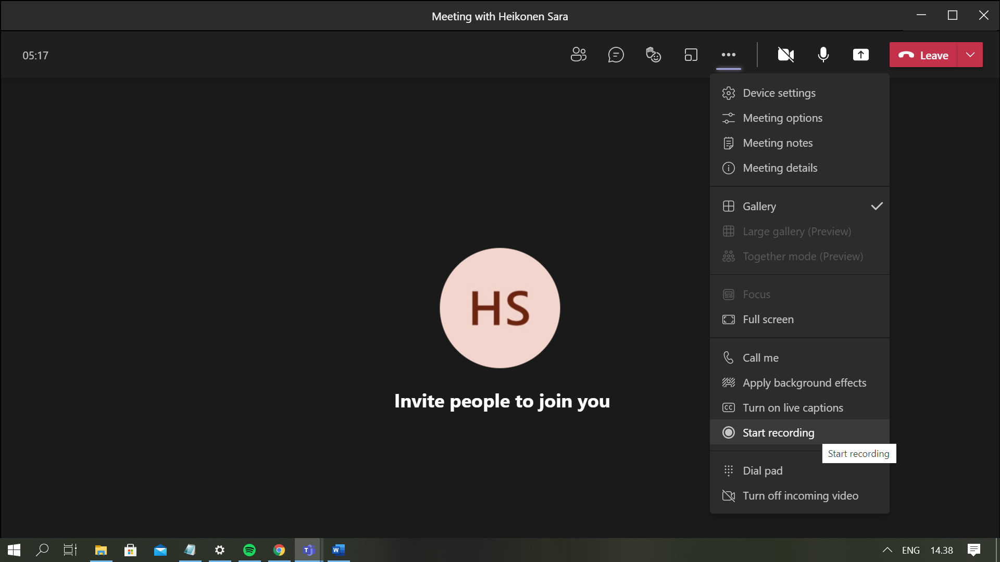 Meeting with Heikonen Sara
05:17
Leave
Device settings
Meeting options
Meeting notes
Meeting details
Gallery
Large gallery (Preview)
Together mode (Preview)
Focus
Full screen
HS
Invite people to join you
Call me
Apply background effects
CC Turn on live captions
Start recording
Start recording
Dial pad
Turn off incoming video
T
W
ENG
14.38